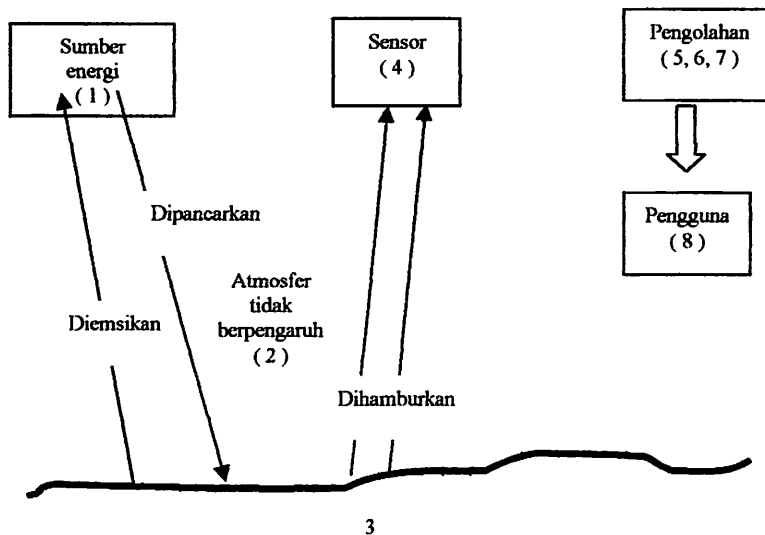 Sumber
energi
( 1 )
Sensor
( 4 )
Pengolahan
( 5, 6, 7 )
Dipancarkan
Pengguna
( 8 )
Atmosfer
tidak
berpengaruh
( 2 )
Diemsikan
Dihamburkan
3